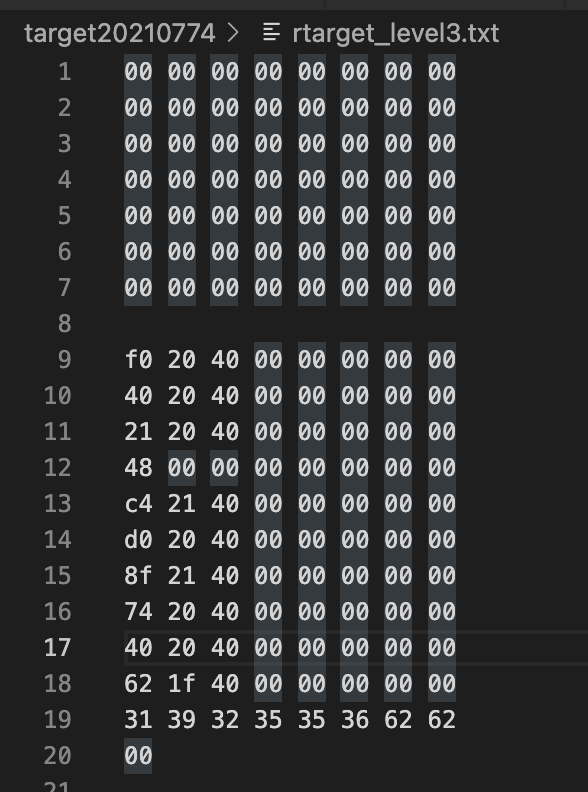 target20210774 > rtarget_level3.txt
1 00 00 00 00 00 00 00 00
2 00 00 00 00 00 00 00 00
3 00 00 00 00 00 00 00 00
4 00 00 00 00 00 00 00 00
5 00 00 00 00 00 00 00 00
6 00 00 00 00 00 00 00 00
7 00 00 00 00 00 00 00 00
8
9 f0 20 40 00 00 00 00 00
10 40 20 40 00 00 00 00 00
11 21 20 40 00 00 00 00 00
12 48 00 00 00 00 00 00 00
13 c4 21 40 00 00 00 00 00
14 d0 20 40 00 00 00 00 00
15 8f 21 40 00 00 00 00 00
16 74 20 40 00 00 00 00 00
17 40 20 40 00 00 00 00 00
18 62 1f 40 00 00 00 00 00
19 31 39 32 35 35 36 62 62
20 00
21